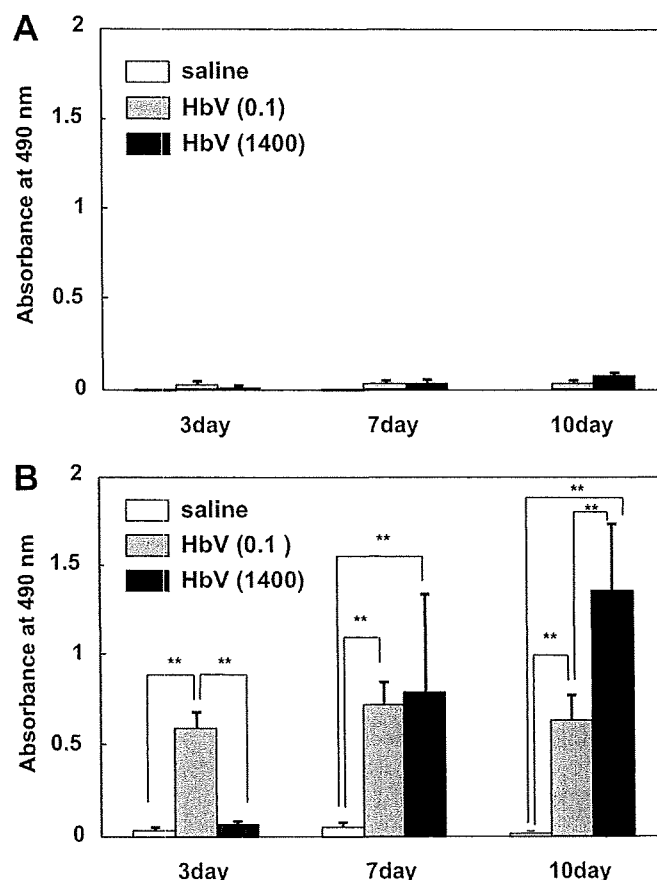 A
2
1.5
1
0.5
0
Absorbance at 490 nm
saline
HbV (0.1)
HbV (1400)
3day
7day
10day
B
2
1.5
1
0.5
0
Absorbance at 490 nm
saline
HbV (0.1 )
HbV (1400)
**
**
**
**
**
**
**
3day
7day
10day